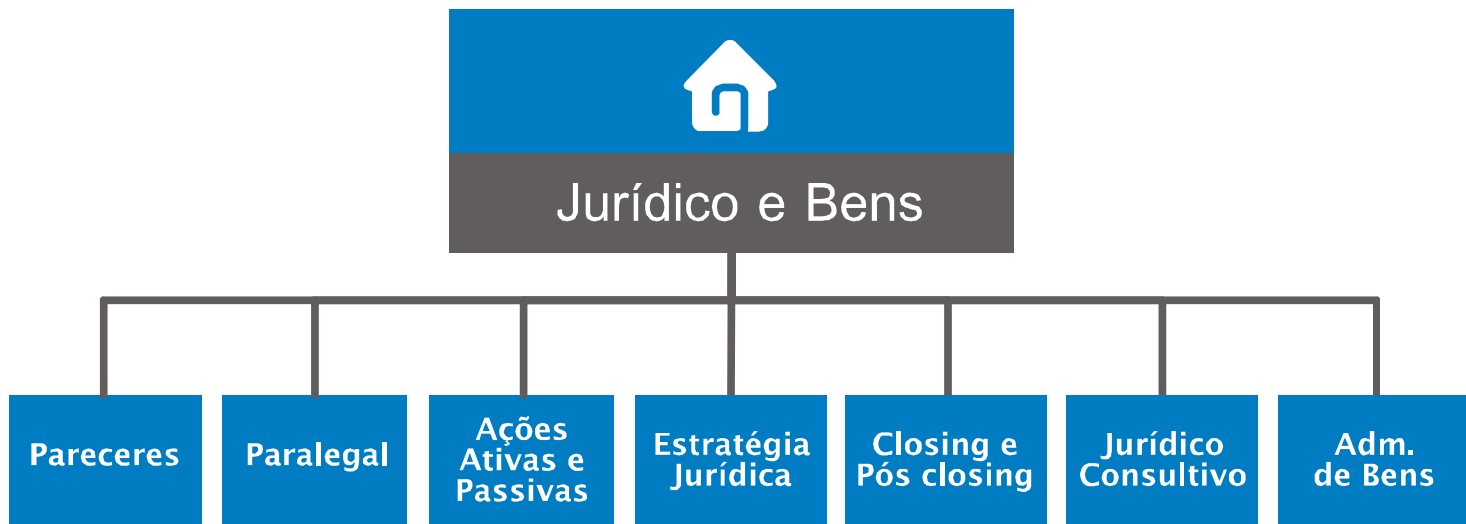 Jurídico e Bens
Pareceres
Paralegal
Ações
Ativas e
Passivas
Estratégia
Jurídica
Closing e
Pós closing
Jurídico
Consultivo
Adm.
de Bens